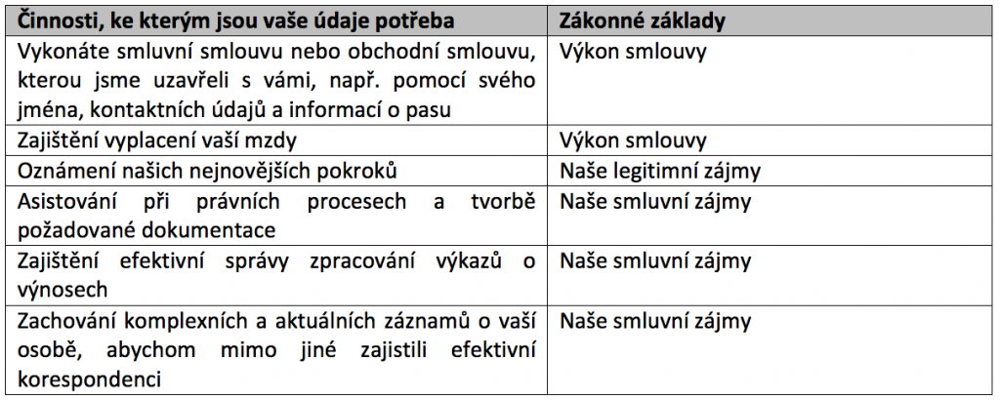 Činnosti, ke kterým jsou vaše údaje potřeba
Zákonné základy
Vykonáte smluvní smlouvu nebo obchodní smlouvu,
kterou jsme uzavřeli s vámi, např. pomocí svého
jména, kontaktních údajů a informací o pasu
Výkon smlouvy
Zajištění vyplacení vaší mzdy
Výkon smlouvy
Oznámení našich nejnovějších pokroků
Naše legitimní zájmy
Asistování při právních procesech a tvorbě
požadované dokumentace
Naše smluvní zájmy
Zajištění efektivní správy zpracování výkazů o
výnosech
Naše smluvní zájmy
Zachování komplexních a aktuálních záznamů o vaší
osobě, abychom mimo jiné zajistili efektivní
korespondenci
Naše smluvní zájmy